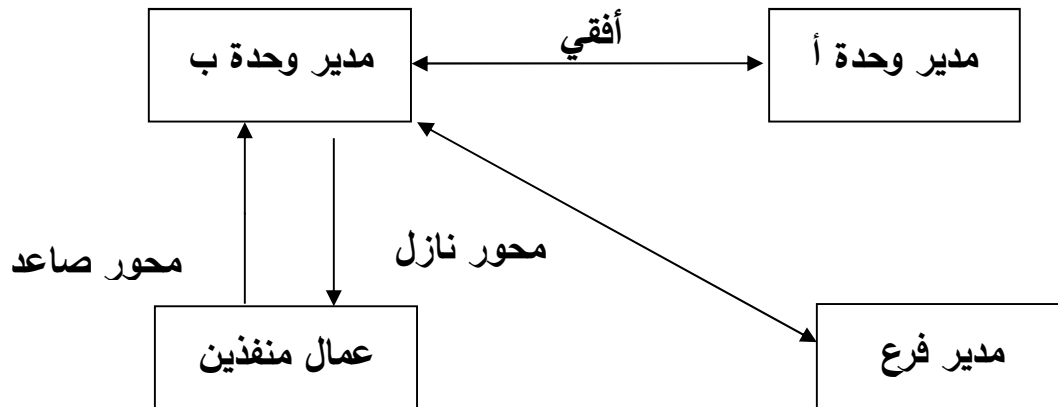 أفقي
مدير وحدة أ
مدير وحدة ب
محور نازل
محور صاعد
مدير فرع
عمال منفذين